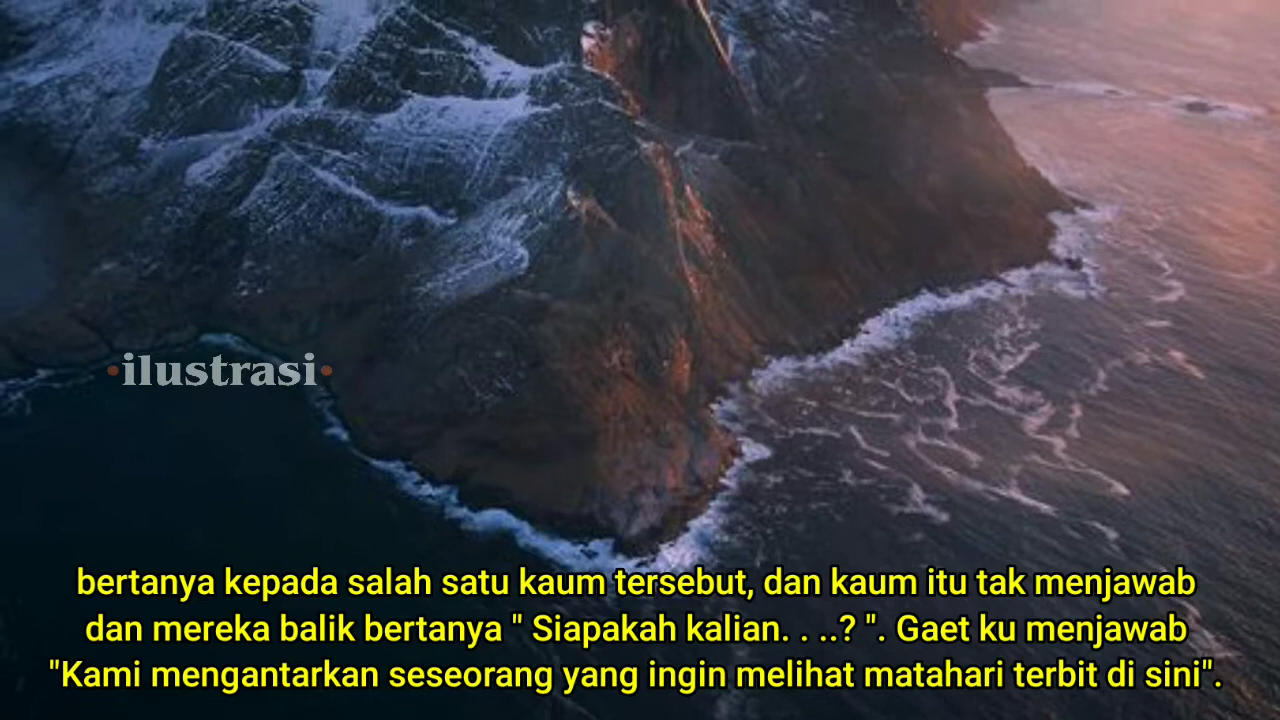 •ilustrasi•
bertanya kepada salah satu kaum tersebut, dan kaum itu tak menjawab
dan mereka balik bertanya " Siapakah kalian. . ..? ". Gaet ku menjawab
"Kami mengantarkan seseorang yang ingin melihat matahari terbit di sini".